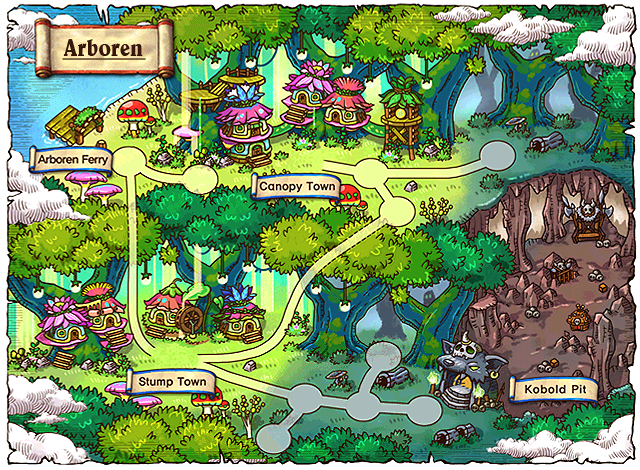 Arboren
Arboren Ferry
Canopy Town
Stump Town
Kobold Pit